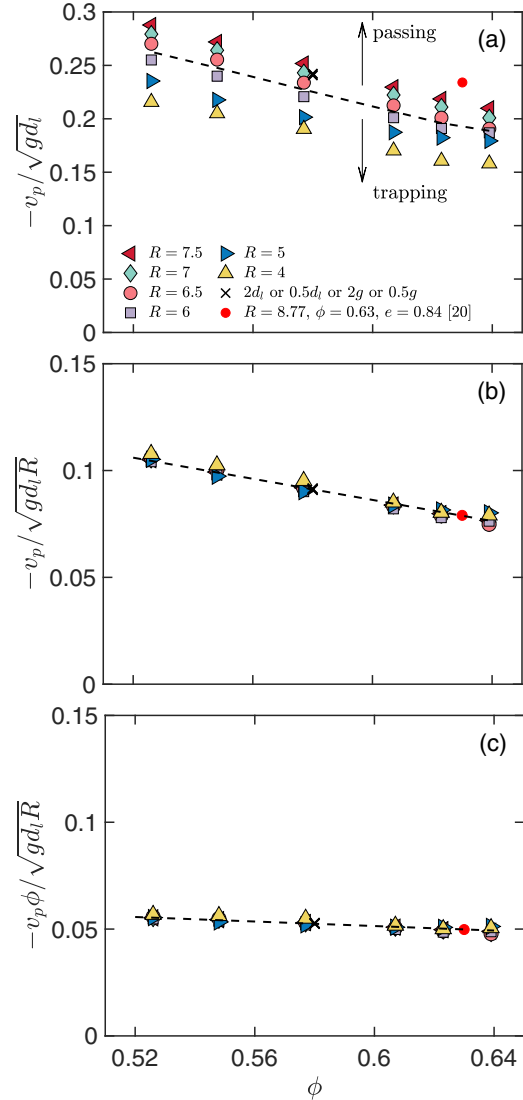 0.3
(a)
passing
0.25
0.2
−v_p/√gd_l
0.15
trapping
0.1
R = 7.5
R = 5
R = 7
R = 4
0.05
R = 6.5
2d_l or 0.5d_l or 2g or 0.5g
R = 6
R = 8.77, ϕ = 0.63, e = 0.84 [20]
0
0.15
(b)
0.1
−v_p/√gd_lR
0.05
0
0.15
(c)
0.1
−v_pϕ/√gd_lR
0.05
0
0.52
0.56
0.6
0.64
ϕ